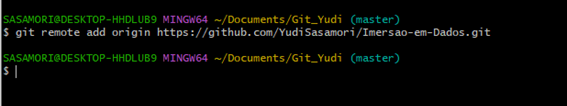 SASAMORI@DESKTOP-HHDLUB9 MINGW64 ~/Documents/Git_Yudi (master)
$ git remote add origin https://github.com/YudiSasamori/Imersao-em-Dados.git
SASAMORI@DESKTOP-HHDLUB9 MINGW64 ~/Documents/Git_Yudi (master)
$